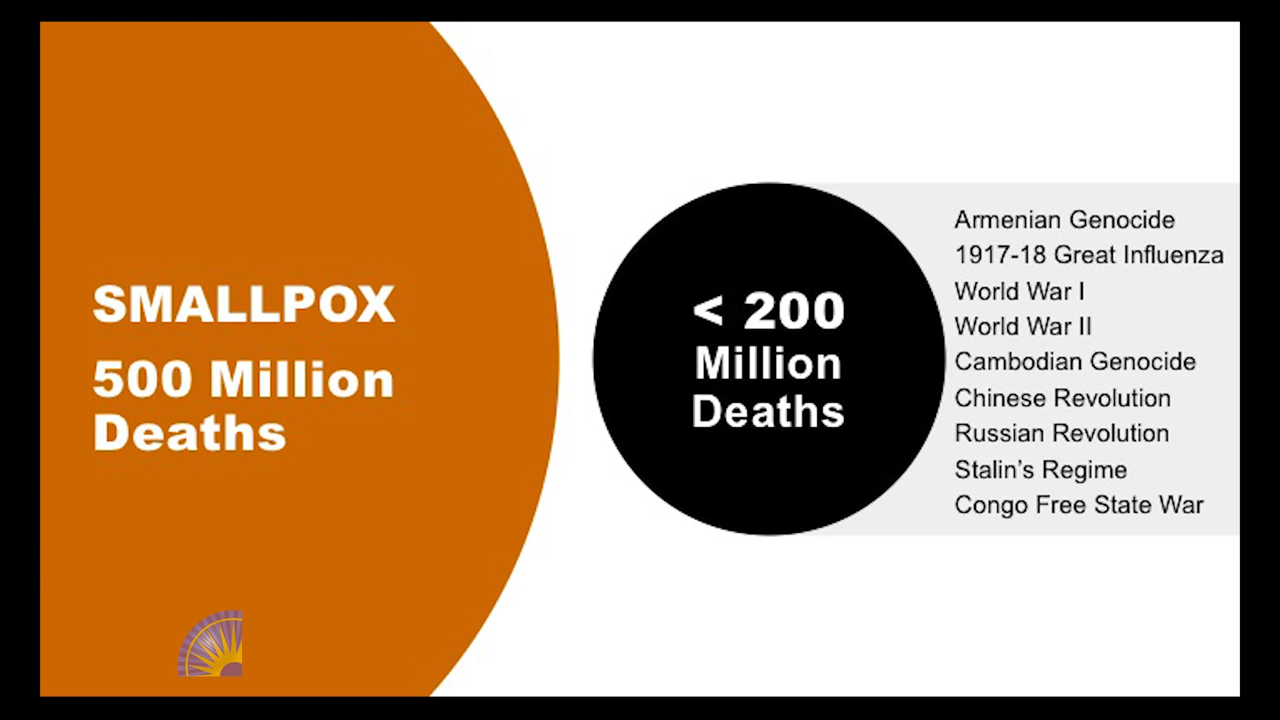 SMALLPOX
500 Million
Deaths
< 200
Million
Deaths
Armenian Genocide
1917-18 Great Influenza
World War I
World War II
Cambodian Genocide
Chinese Revolution
Russian Revolution
Stalin’s Regime
Congo Free State War